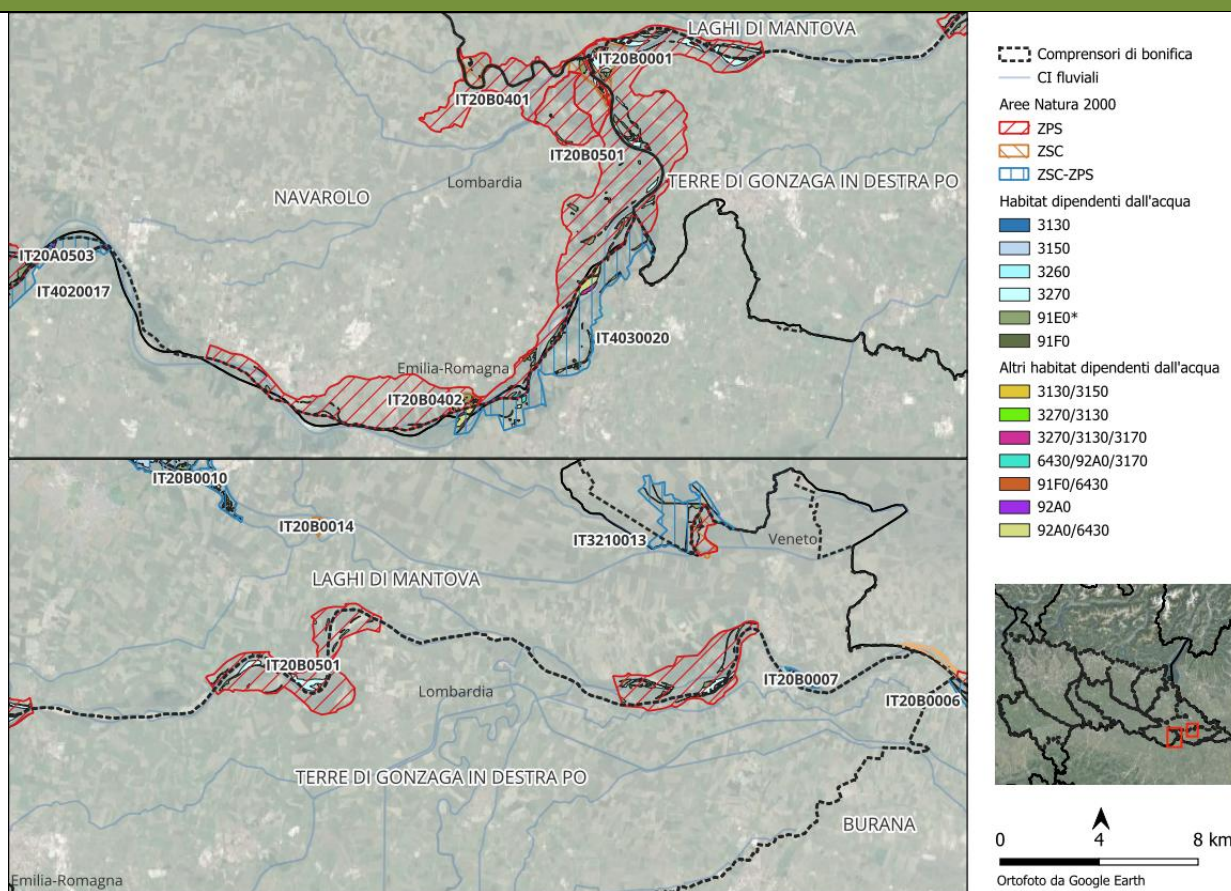 LAGHI DI MANTOVA
IT20B0001
IT20B0401
IT20B0501
Lombardia
NAVAROLO
TERRE DI GONZAGA IN DESTRA PO
IT20A0503
IT4020017
IT4030020
Emilia-Romagna
IT20B0402
IT20B0010
IT20B0014
IT3210013
Veneto
LAGHI DI MANTOVA
IT20B0501
Lombardia
IT20B0007
IT20B0006
TERRE DI GONZAGA IN DESTRA PO
BURANA
Emilia-Romagna
Comprensori di bonifica
CI fluviali
Aree Natura 2000
ZPS
ZSC
ZSC-ZPS
Habitat dipendenti dall'acqua
3130
3150
3260
3270
91E0*
91F0
Altri habitat dipendenti dall'acqua
3130/3150
3270/3130
3270/3130/3170
6430/92A0/3170
91F0/6430
92A0
92A0/6430
0 4 8 km
Ortofoto da Google Earth